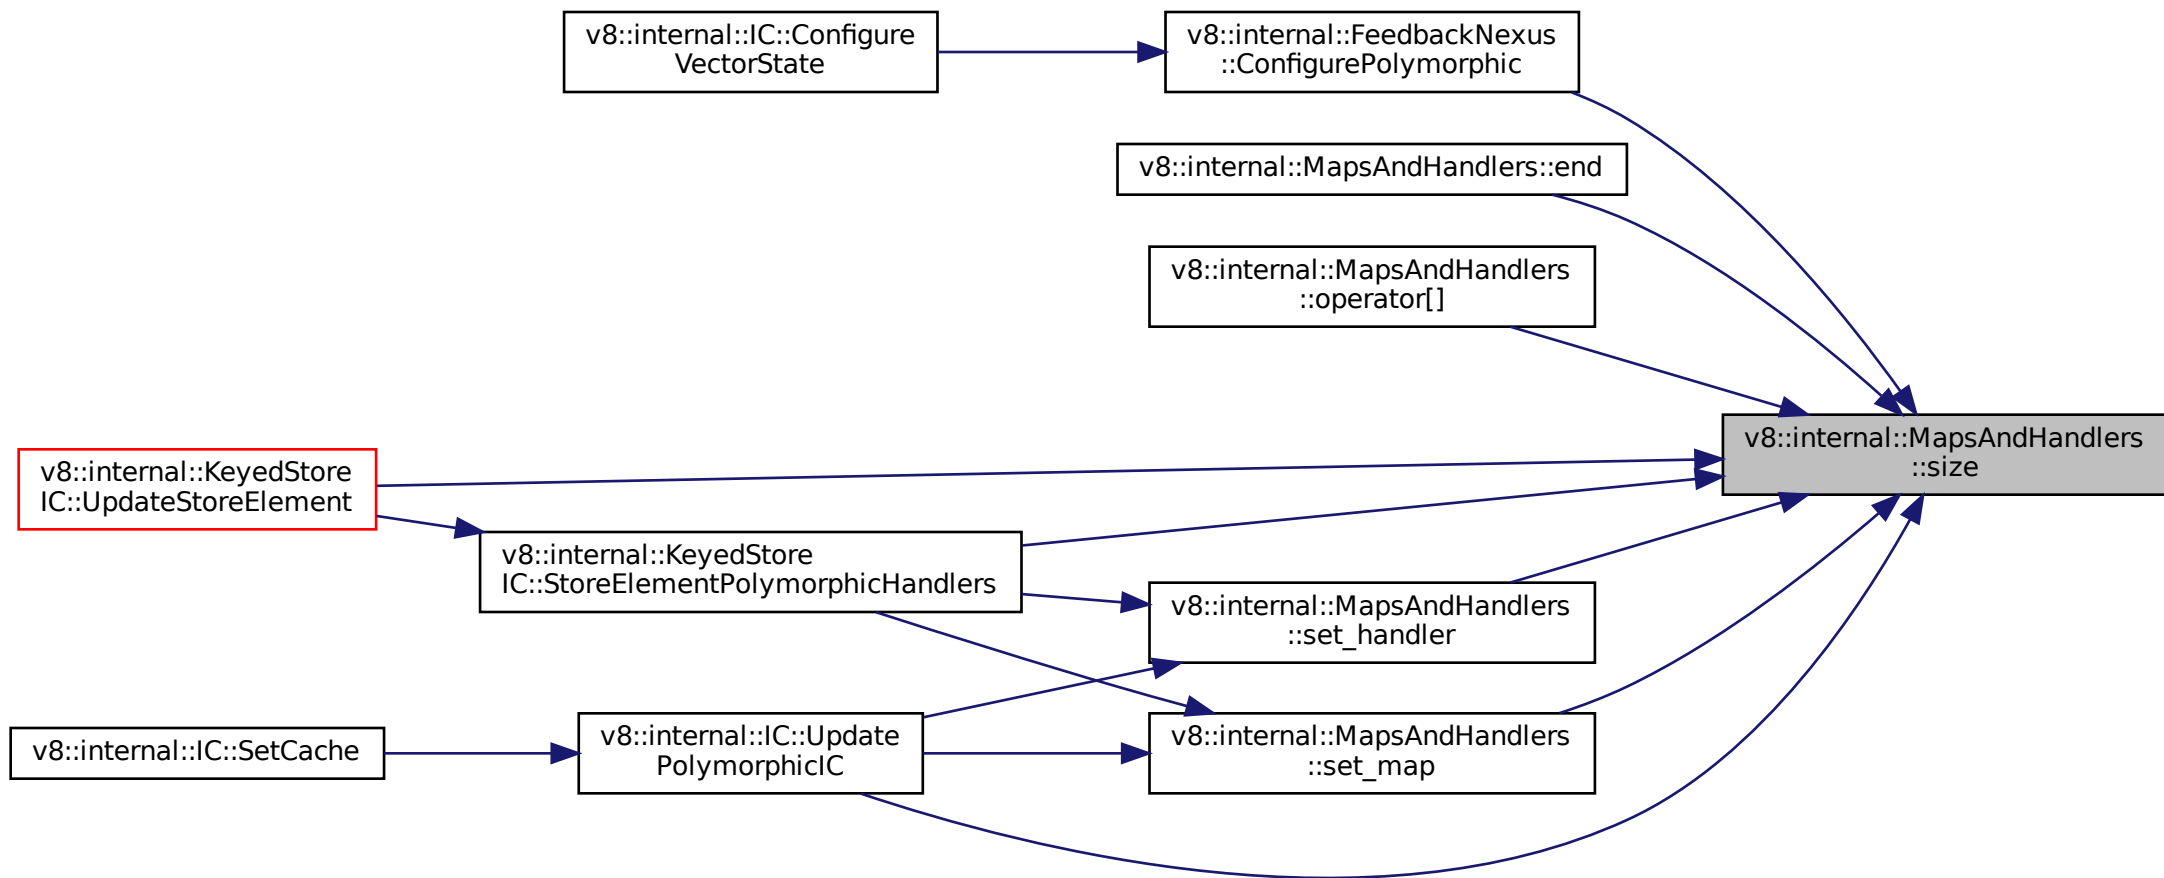 v8::internal::IC::Configure
VectorState
v8::internal::FeedbackNexus
::ConfigurePolymorphic
v8::internal::MapsAndHandlers::end
v8::internal::MapsAndHandlers
::operator[]
v8::internal::MapsAndHandlers
::size
v8::internal::KeyedStore
IC::UpdateStoreElement
v8::internal::KeyedStore
IC::StoreElementPolymorphicHandlers
v8::internal::MapsAndHandlers
::set_handler
v8::internal::IC::SetCache
v8::internal::IC::Update
PolymorphicIC
v8::internal::MapsAndHandlers
::set_map